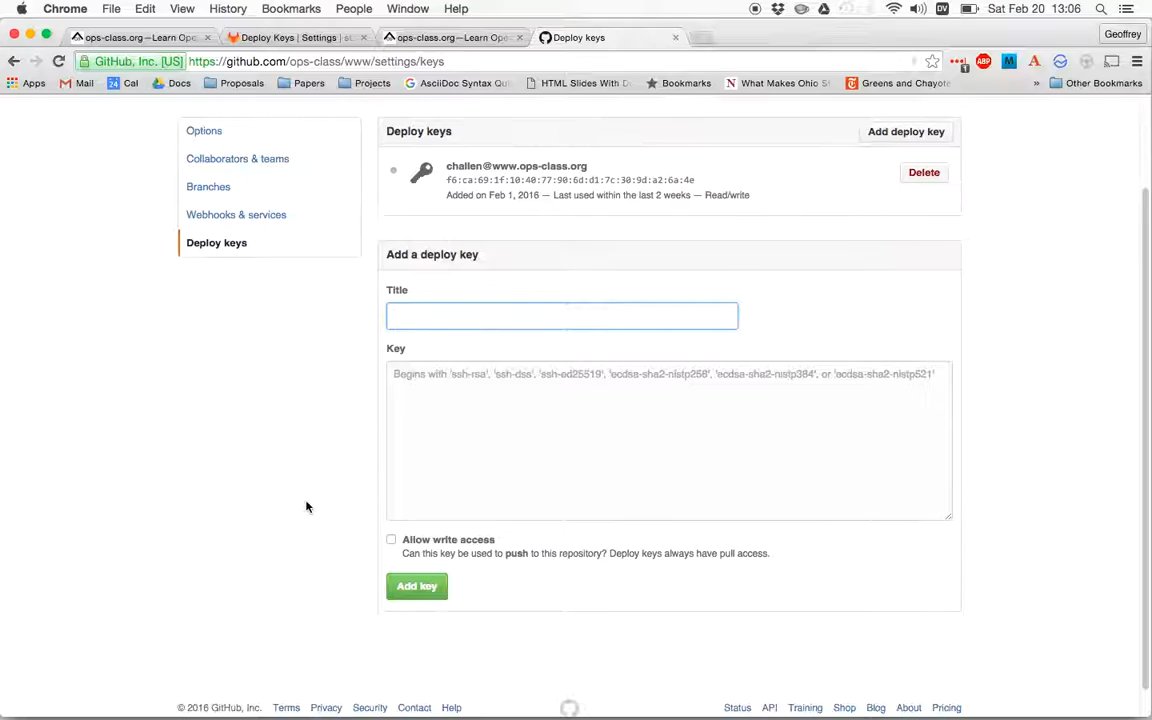 Chrome File Edit View History Bookmarks People Window Help DV Sat Feb 20 13:06
ops-class.org—Learn Ope Deploy Keys | Settings | st ops-class.org—Learn Ope Deploy keys Geoffrey
GitHub, Inc. [US] https://github.com/ops-class/www/settings/keys 1 ABP M A
Apps Mail 24 Cal Docs Proposals Papers Projects AsciiDoc Syntax Qu HTML Slides With D Bookmarks N What Makes Ohio S Greens and Chayote » Other Bookmarks
Options
Collaborators & teams
Branches
Webhooks & services
Deploy keys
Deploy keys Add deploy key
challen@www.ops-class.org
f6:ca:69:1f:10:40:77:90:6d:d1:7c:30:9d:a2:6a:4e
Added on Feb 1, 2016 — Last used within the last 2 weeks — Read/write
Delete
Add a deploy key
Title
Key
Begins with 'ssh-rsa', 'ssh-dss', 'ssh-ed25519', 'ecdsa-sha2-nistp256', 'ecdsa-sha2-nistp384', or 'ecdsa-sha2-nistp521'
Allow write access
Can this key be used to push to this repository? Deploy keys always have pull access.
Add key
© 2016 GitHub, Inc. Terms Privacy Security Contact Help Status API Training Shop Blog About Pricing